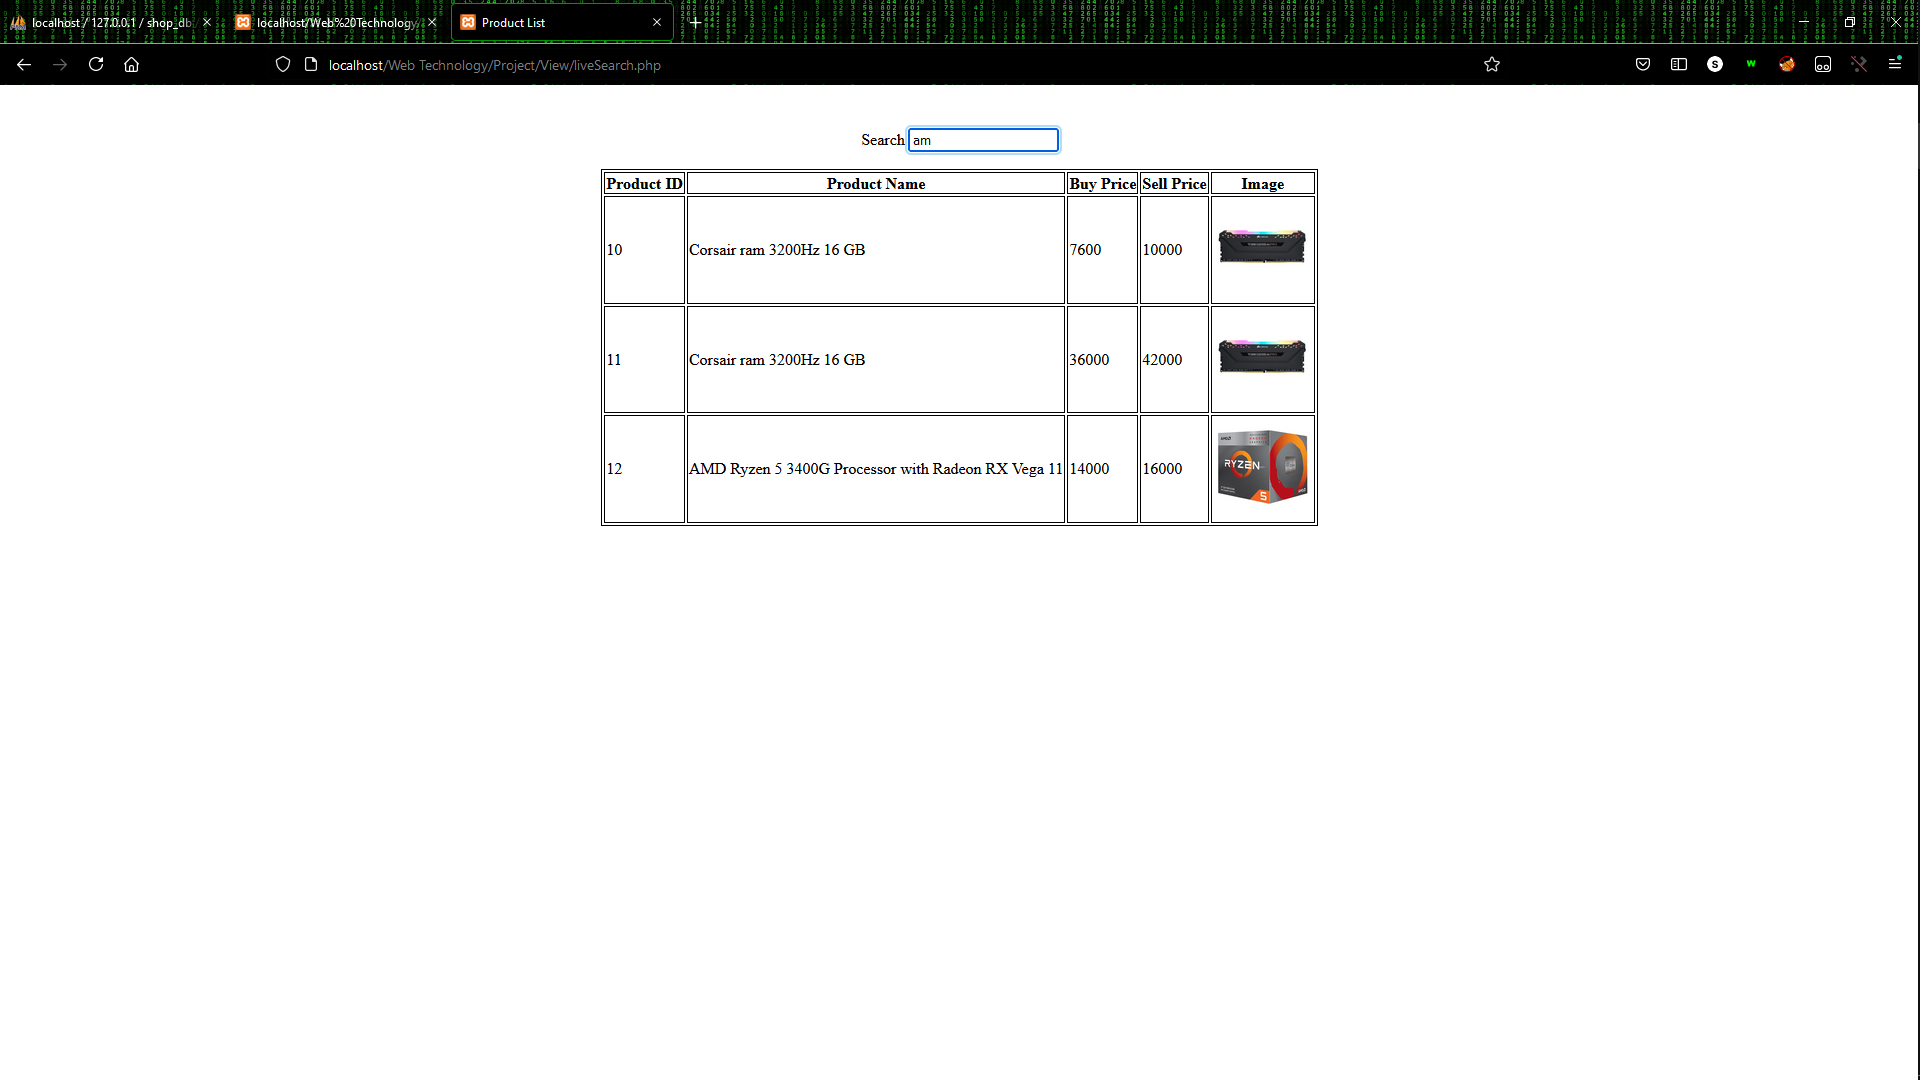 localhost / 127.0.0.1 / shop_db
localhost/Web%20Technology
Product List
localhost/Web Technology/Project/View/liveSearch.php
Search am
Product ID Product Name Buy Price Sell Price Image
10 Corsair ram 3200Hz 16 GB 7600 10000
11 Corsair ram 3200Hz 16 GB 36000 42000
12 AMD Ryzen 5 3400G Processor with Radeon RX Vega 11 14000 16000
AMD
RYZEN
5